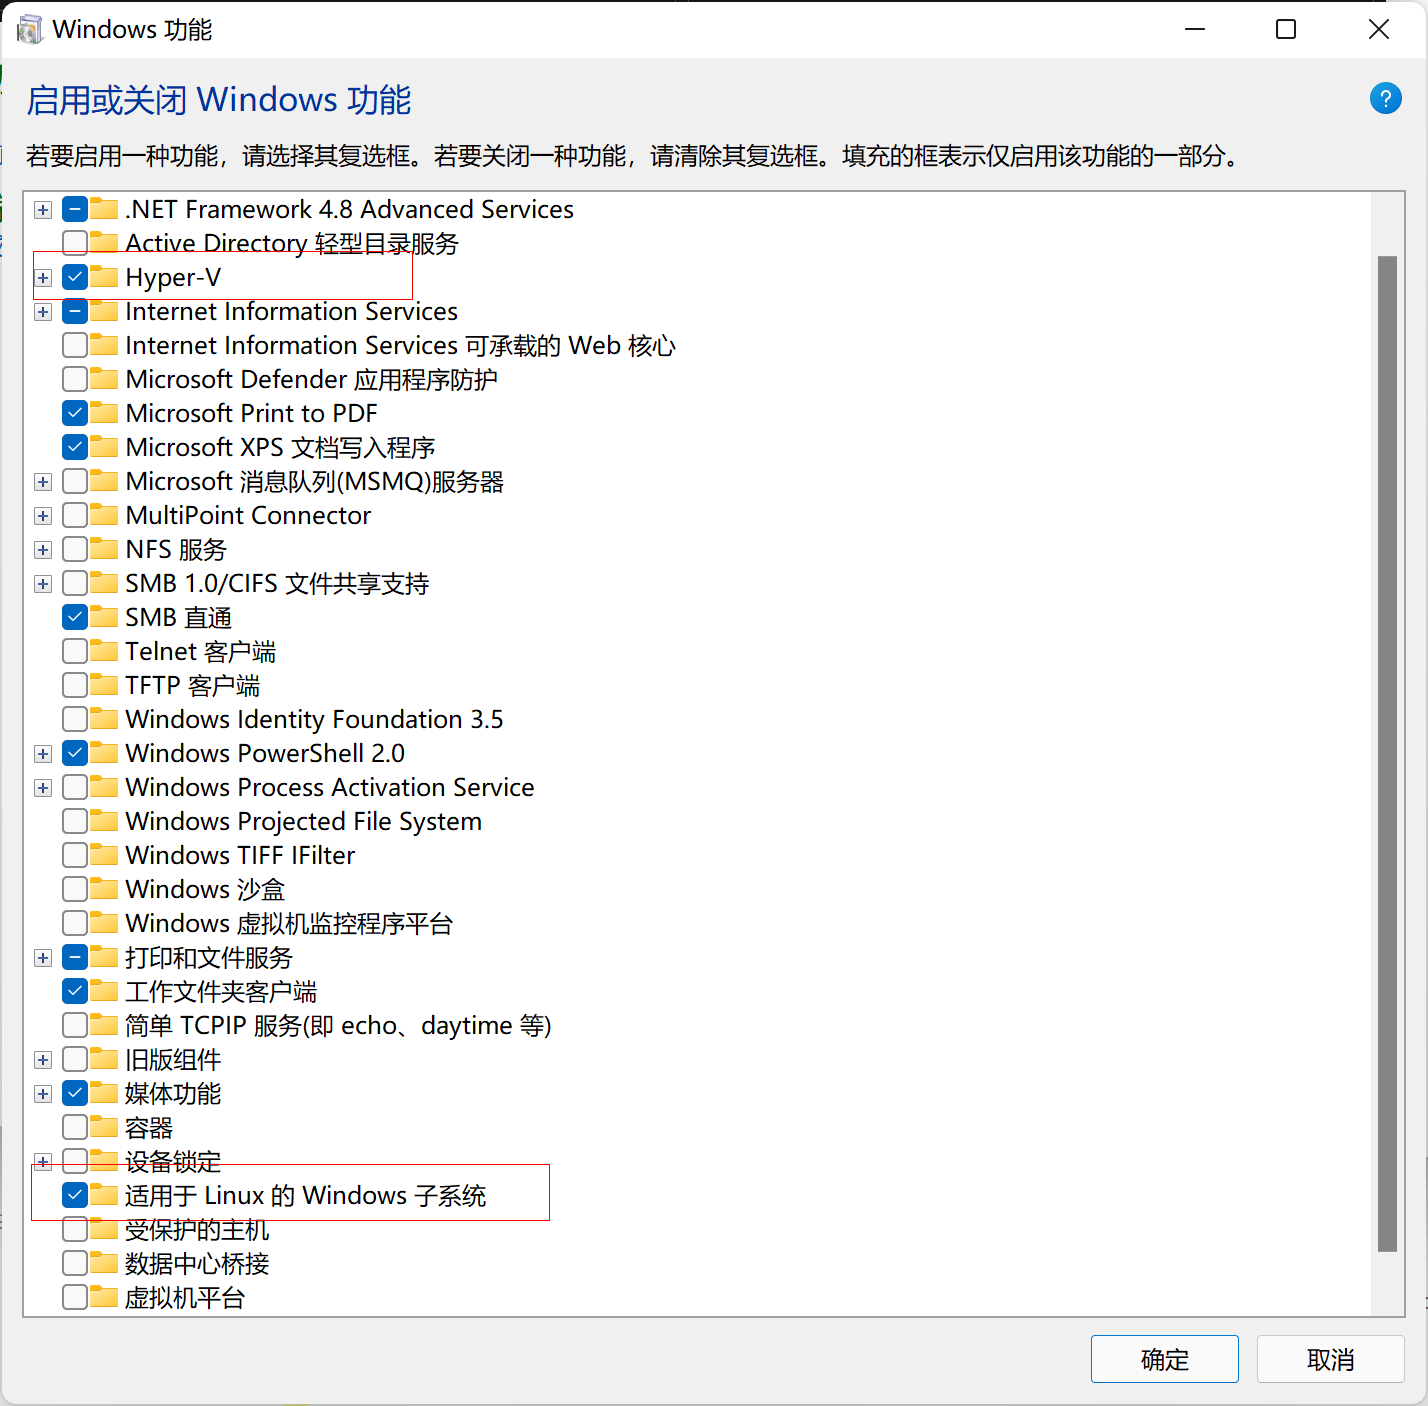 Windows 功能
启用或关闭 Windows 功能
?
若要启用一种功能，请选择其复选框。若要关闭一种功能，请清除其复选框。填充的框表示仅启用该功能的一部分。
.NET Framework 4.8 Advanced Services
Active Directory 轻型目录服务
Hyper-V
Internet Information Services
Internet Information Services 可承载的 Web 核心
Microsoft Defender 应用程序防护
Microsoft Print to PDF
Microsoft XPS 文档写入程序
Microsoft 消息队列(MSMQ)服务器
MultiPoint Connector
NFS 服务
SMB 1.0/CIFS 文件共享支持
SMB 直通
Telnet 客户端
TFTP 客户端
Windows Identity Foundation 3.5
Windows PowerShell 2.0
Windows Process Activation Service
Windows Projected File System
Windows TIFF IFilter
Windows 沙盒
Windows 虚拟机监控程序平台
打印和文件服务
工作文件夹客户端
简单 TCPIP 服务(即 echo、daytime 等)
旧版组件
媒体功能
容器
设备锁定
适用于 Linux 的 Windows 子系统
受保护的主机
数据中心桥接
虚拟机平台
确定 取消